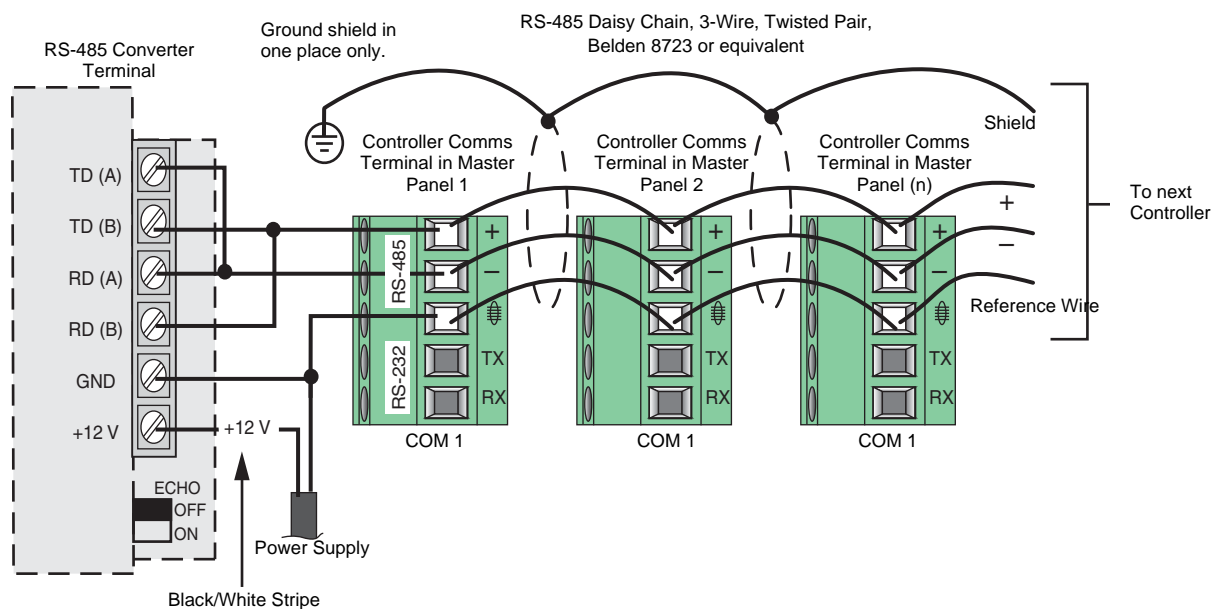 Ground shield in
one place only.
RS-485 Daisy Chain, 3-Wire, Twisted Pair,
Belden 8723 or equivalent
RS-485 Converter
Terminal
Shield
Controller Comms
Terminal in Master
Panel 1
Controller Comms
Terminal in Master
Panel 2
Controller Comms
Terminal in Master
Panel (n)
To next
Controller
+
−
Reference Wire
TD (A)
TD (B)
RD (A)
RD (B)
GND
+12 V
+12 V
RS-485
RS-232
+
−
TX
RX
COM 1
+
−
TX
RX
COM 1
+
−
TX
RX
COM 1
ECHO
OFF
ON
Power Supply
Black/White Stripe